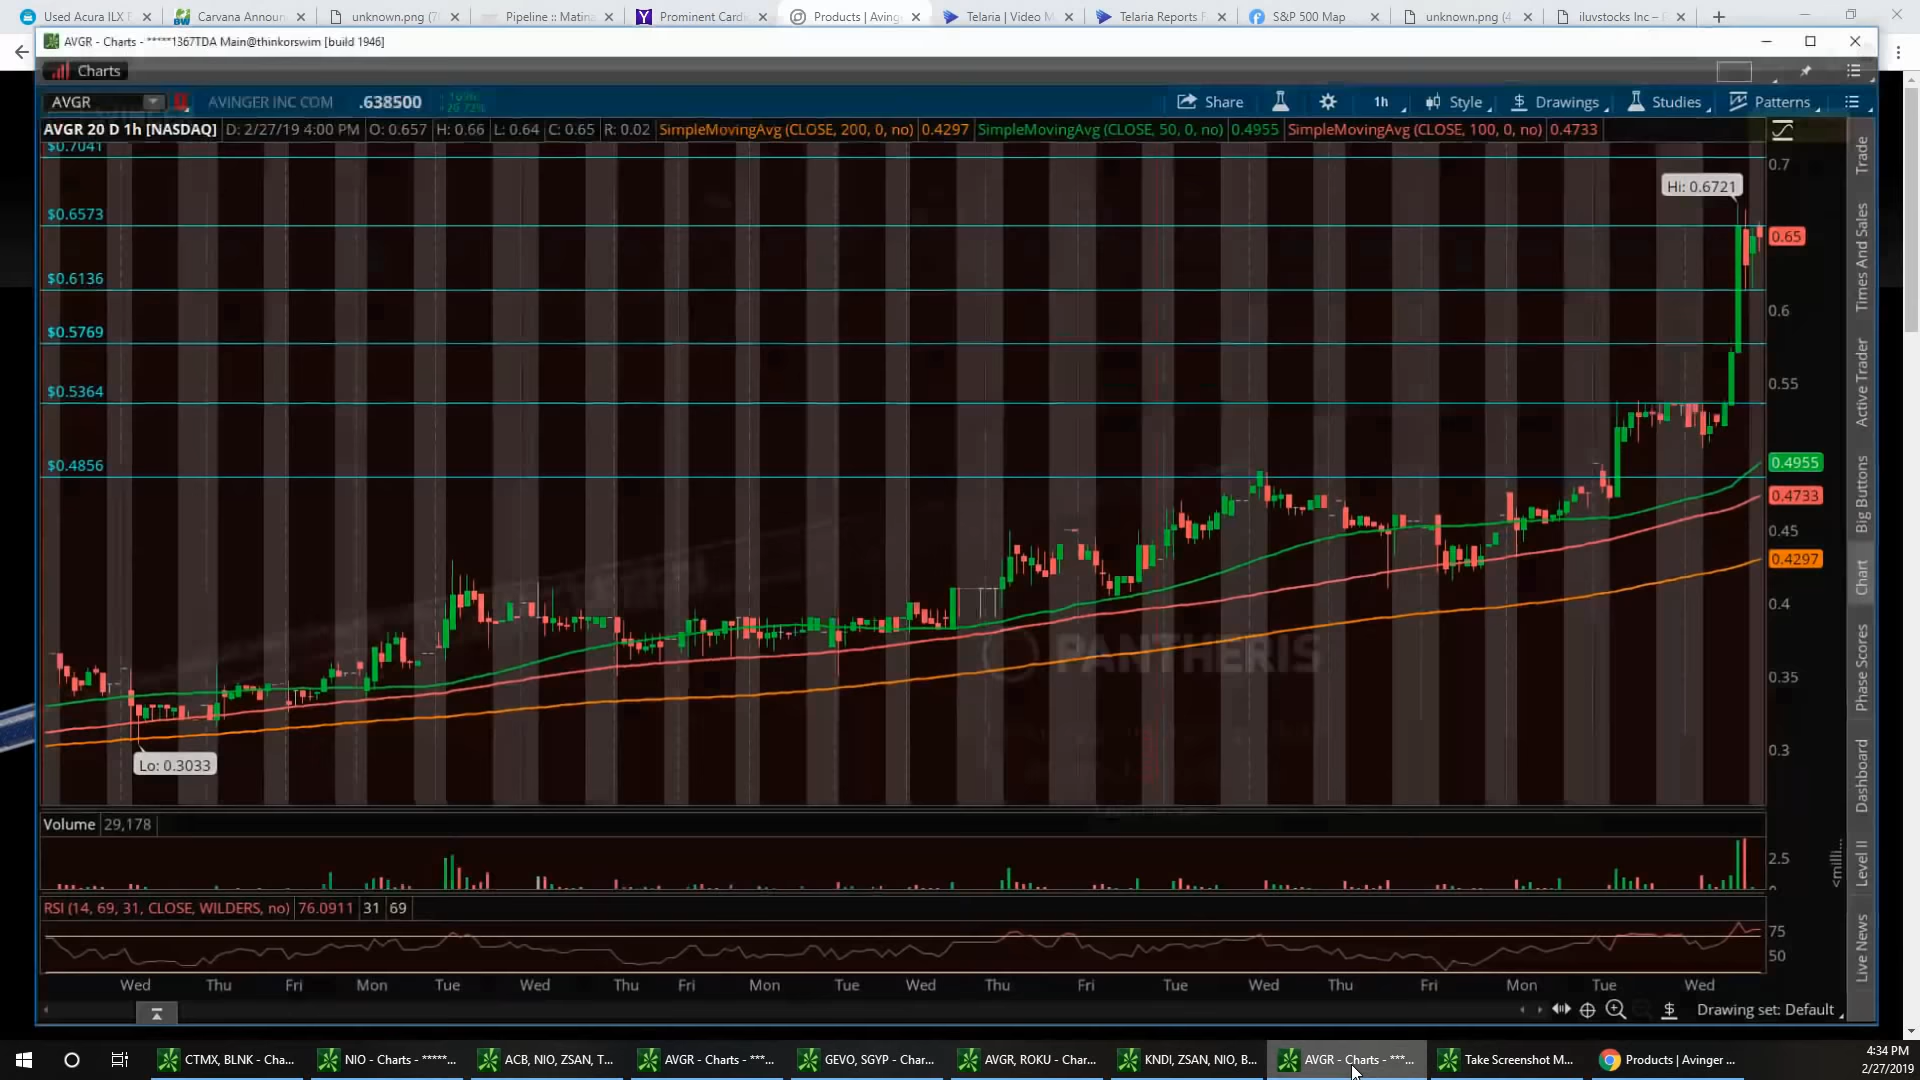 Used Acura ILX F
Carvana Announ
unknown.png (7
Pipeline :: Matina
Prominent Cardi
Products | Aving
Telaria | Video M
Telaria Reports F
S&P 500 Map
unknown.png (4
iluvstocks Inc – F
AVGR - Charts - *****1367TDA Main@thinkorswim [build 1946]
Charts
AVGR AVINGER INC COM .638500 Share 1h Style Drawings Studies Patterns
AVGR 20 D 1h [NASDAQ] D: 2/27/19 4:00 PM O: 0.657 H: 0.66 L: 0.64 C: 0.65 R: 0.02 SimpleMovingAvg (CLOSE, 200, 0, no) 0.4297 SimpleMovingAvg (CLOSE, 50, 0, no) 0.4955 SimpleMovingAvg (CLOSE, 100, 0, no) 0.4733
$0.7041
$0.6573
$0.6136
$0.5769
$0.5364
$0.4856
Hi: 0.6721
Lo: 0.3033
PANTHERIS
0.7
0.65
0.6
0.55
0.4955
0.4733
0.45
0.4297
0.4
0.35
0.3
Trade
Times And Sales
Active Trader
Big Buttons
Chart
Phase Scores
Dashboard
Level II
Live News
Volume 29,178
2.5
<milli...
RSI (14, 69, 31, CLOSE, WILDERS, no) 76.0911 31 69
75
50
Wed Thu Fri Mon Tue Wed Thu Fri Mon Tue Wed Thu Fri Tue Wed Thu Fri Mon Tue Wed
Drawing set: Default
CTMX, BLNK - Cha...
NIO - Charts - *****...
ACB, NIO, ZSAN, T...
AVGR - Charts - ***...
GEVO, SGYP - Char...
AVGR, ROKU - Char...
KNDI, ZSAN, NIO, B...
AVGR - Charts - ***...
Take Screenshot M...
Products | Avinger ...
4:34 PM
2/27/2019